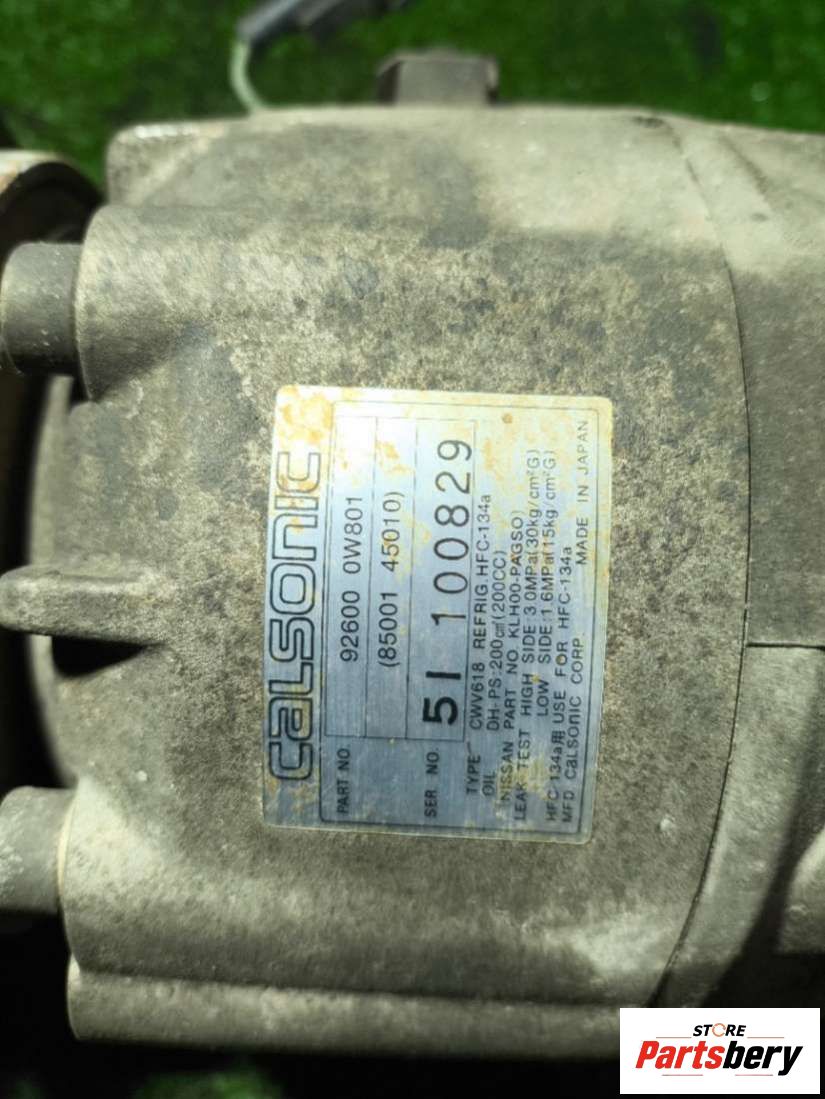 CALSONIC
PART NO. 92600 0W801
(85001 45010)
SER. NO. 51 100829
TYPE CWV618 REFRIG. HFC-134a
OIL DH-PS:200㎤(200CC)
NISSAN PART NO. KLH00-PAGS0)
LEAK TEST HIGH SIDE:3.0MPa(30kg/cm²G)
LOW SIDE:1.6MPa(15kg/cm²G)
HFC-134a用 USE FOR HFC-134a
MFD. CALSONIC CORP. MADE IN JAPAN
STORE
Partsbery